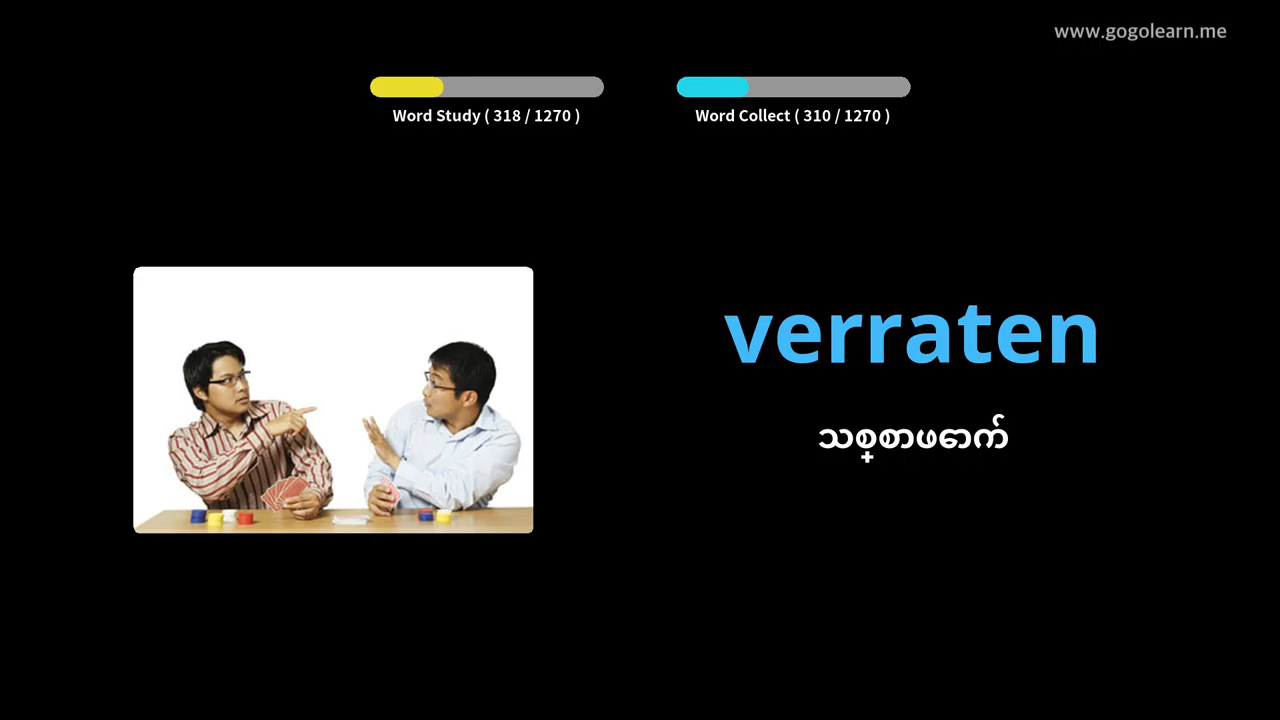 www.gogolearn.me
Word Study ( 318 / 1270 )
Word Collect ( 310 / 1270 )
verraten
သစ္စာဖောက်